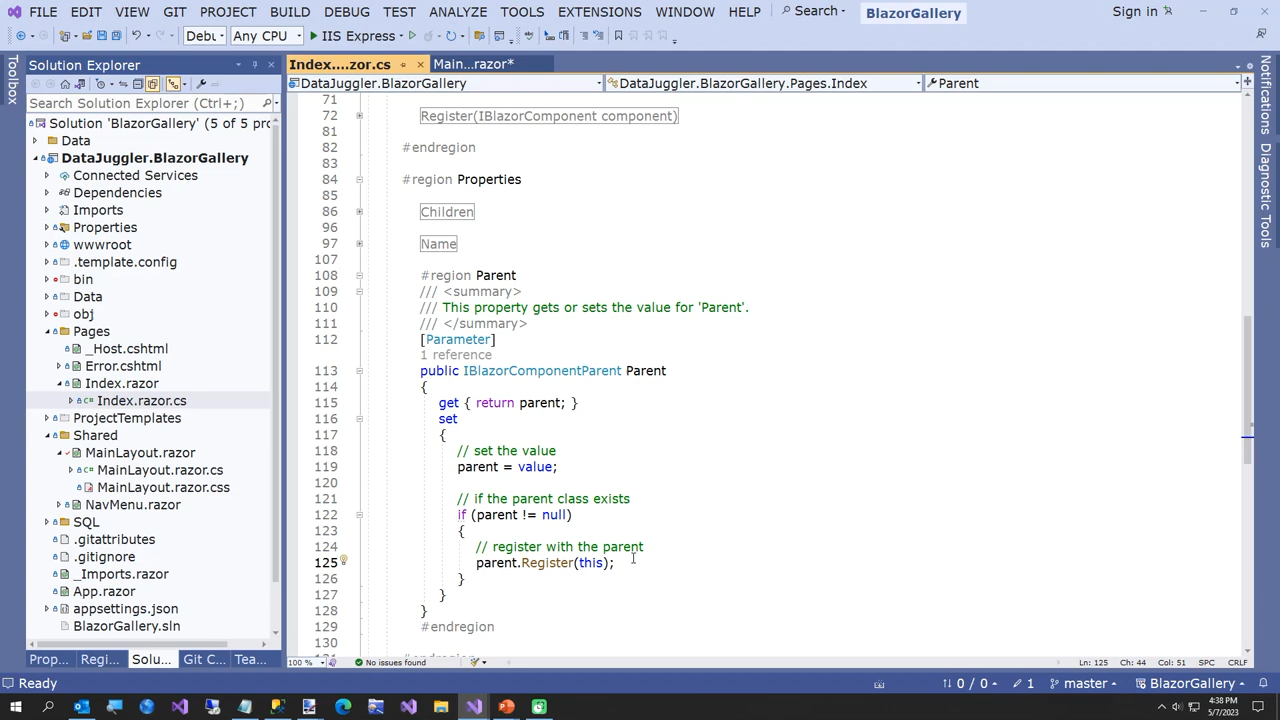 FILE EDIT VIEW GIT PROJECT BUILD DEBUG TEST ANALYZE TOOLS EXTENSIONS WINDOW HELP Search BlazorGallery Sign in
Debu Any CPU IIS Express
Toolbox
Solution Explorer
Search Solution Explorer (Ctrl+;)
Solution 'BlazorGallery' (5 of 5 pro
Data
DataJuggler.BlazorGallery
Connected Services
Dependencies
Imports
Properties
wwwroot
.template.config
bin
Data
obj
Pages
_Host.cshtml
Error.cshtml
Index.razor
Index.razor.cs
ProjectTemplates
Shared
MainLayout.razor
MainLayout.razor.cs
MainLayout.razor.css
NavMenu.razor
SQL
.gitattributes
.gitignore
_Imports.razor
App.razor
appsettings.json
BlazorGallery.sln
Prop... Regi... Solu... Git C... Tea...
Index....zor.cs Main...razor*
DataJuggler.BlazorGallery DataJuggler.BlazorGallery.Pages.Index Parent
71
72 Register(IBlazorComponent component)
81
82 #endregion
83
84 #region Properties
85
86 Children
96
97 Name
107
108 #region Parent
109 /// <summary>
110 /// This property gets or sets the value for 'Parent'.
111 /// </summary>
112 [Parameter]
1 reference
113 public IBlazorComponentParent Parent
114 {
115 get { return parent; }
116 set
117 {
118 // set the value
119 parent = value;
120
121 // if the parent class exists
122 if (parent != null)
123 {
124 // register with the parent
125 parent.Register(this);
126 }
127 }
128 }
129 #endregion
130
100 % No issues found Ln: 125 Ch: 44 Col: 51 SPC CRLF
Notifications
Diagnostic Tools
Ready 0 / 0 1 master BlazorGallery
4:38 PM
5/7/2023